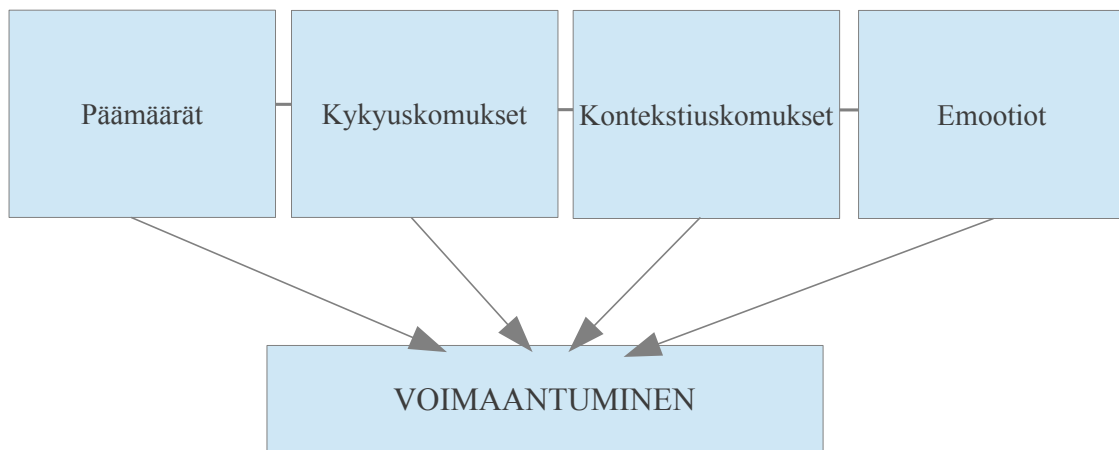 Päämäärät
Kykyuskomukset
Kontekstiuskomukset
Emootiot
VOIMAANTUMINEN